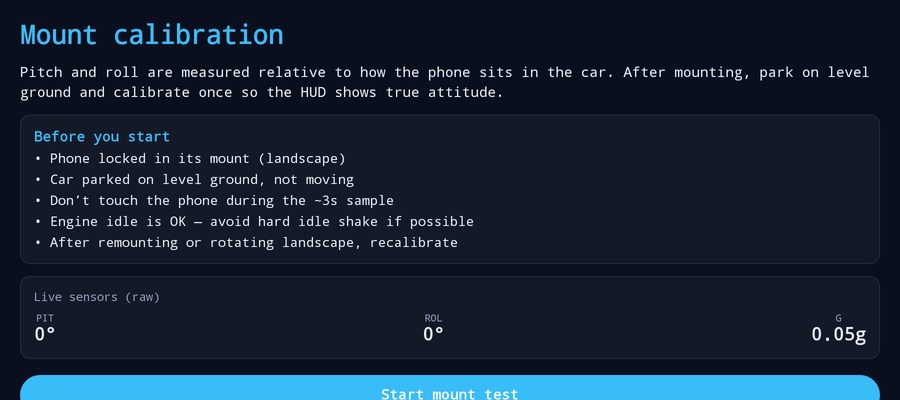 Mount calibration
Pitch and roll are measured relative to how the phone sits in the car. After mounting, park on level
ground and calibrate once so the HUD shows true attitude.
Before you start
• Phone locked in its mount (landscape)
• Car parked on level ground, not moving
• Don’t touch the phone during the ~3s sample
• Engine idle is OK — avoid hard idle shake if possible
• After remounting or rotating landscape, recalibrate
Live sensors (raw)
PIT ROL G
0° 0° 0.05g
Start mount test